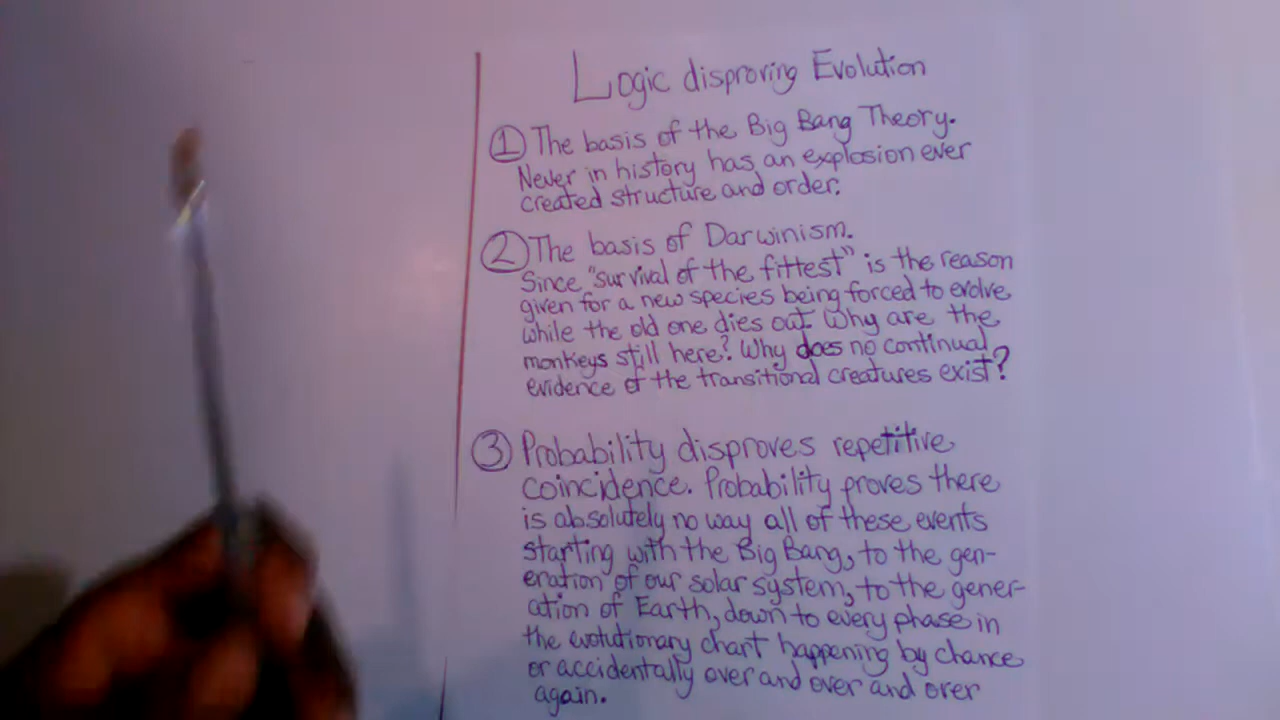 Logic disproving Evolution
① The basis of the Big Bang Theory.
Never in history has an explosion ever
created structure and order.
② The basis of Darwinism.
Since "survival of the fittest" is the reason
given for a new species being forced to evolve
while the old one dies out. Why are the
monkeys still here? Why does no continual
evidence of the transitional creatures exist?
③ Probability disproves repetitive
coincidence. Probability proves there
is absolutely no way all of these events
starting with the Big Bang, to the gen-
eration of our solar system, to the gener-
ation of Earth, down to every phase in
the evolutionary chart happening by chance
or accidentally over and over and over
again.